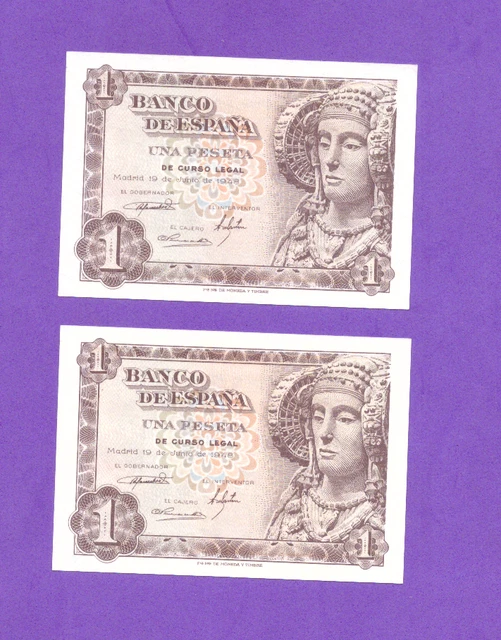 1
BANCO
DE ESPAÑA
UNA PESETA
DE CURSO LEGAL
Madrid 19 de Junio de 1948
EL GOBERNADOR
EL INTERVENTOR
EL CAJERO
1
1
BANCO
DE ESPAÑA
UNA PESETA
DE CURSO LEGAL
Madrid 19 de Junio de 1948
EL GOBERNADOR
EL INTERVENTOR
EL CAJERO
1
1
1